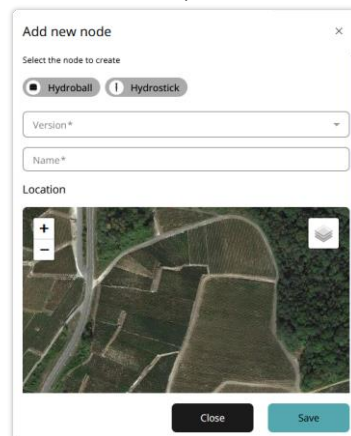 Add new node ×
Select the node to create
Hydroball Hydrostick
Version*
Name*
Location
+
−
Close Save